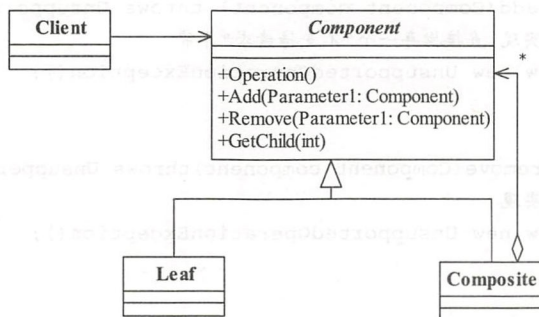 Client
Component
+Operation()
+Add(Parameter1: Component)
+Remove(Parameter1: Component)
+GetChild(int)
*
Leaf
Composite